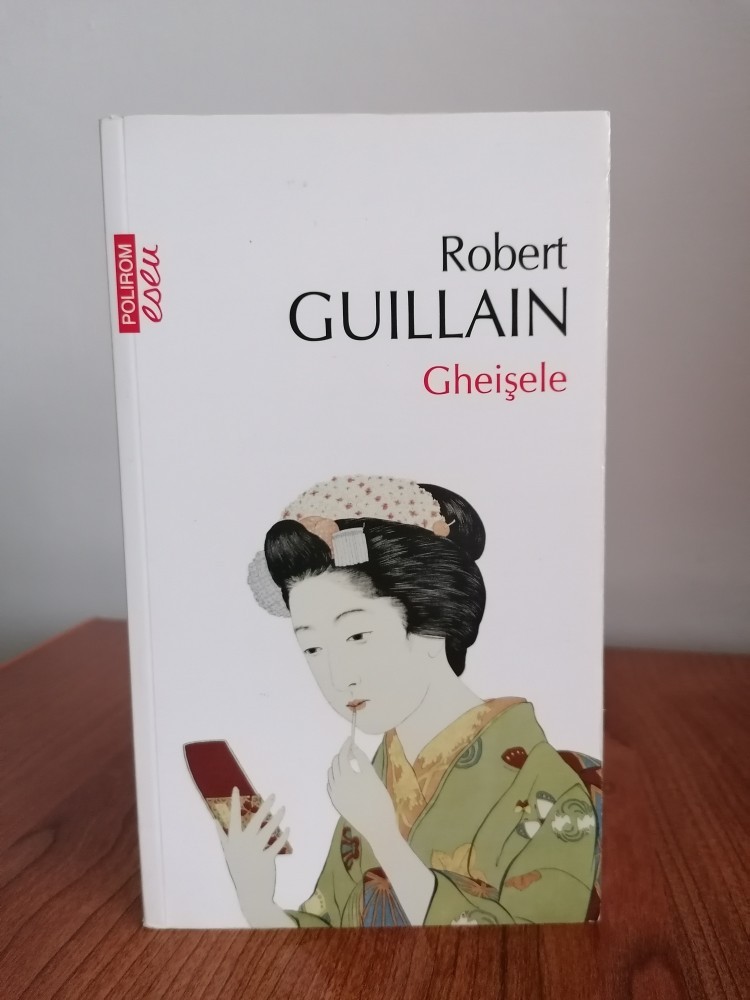 POLIROM
eseu
Robert
GUILLAIN
Gheişele